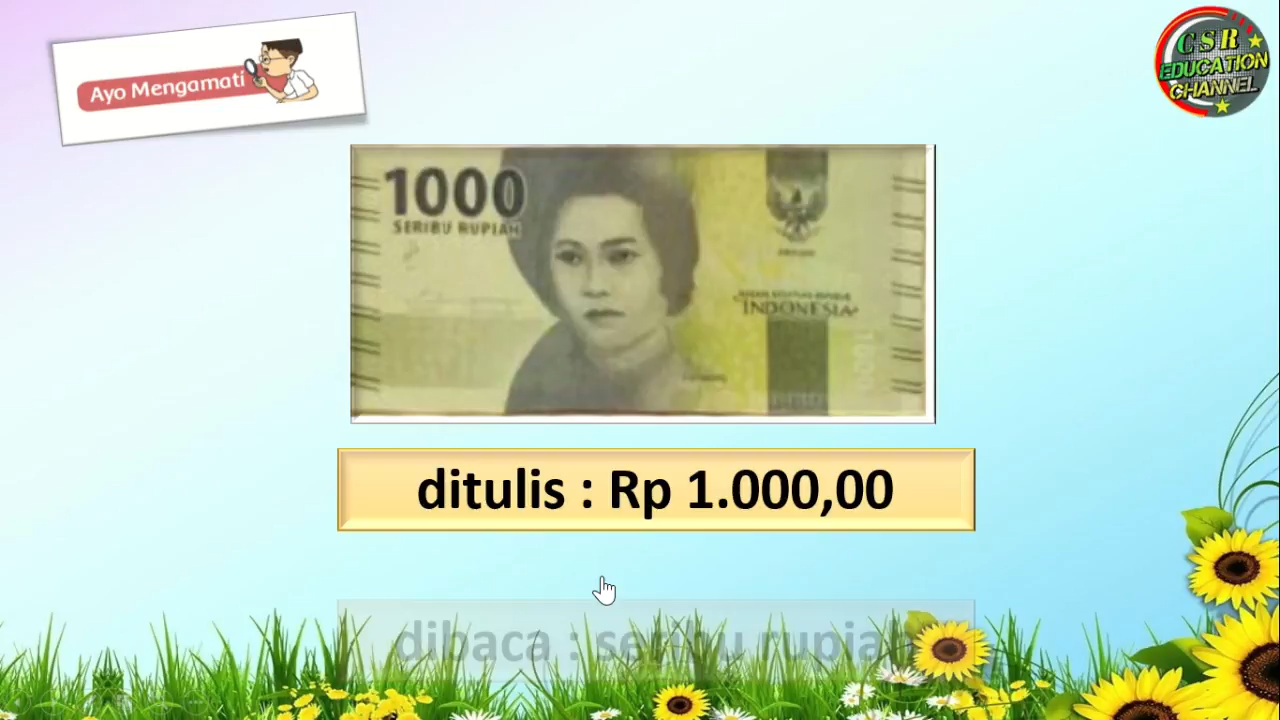 Ayo Mengamati
CSR
EDUCATION
CHANNEL
1000
SERIBU RUPIAH
INDONESIA
ditulis : Rp 1.000,00
dibaca : seribu rupiah